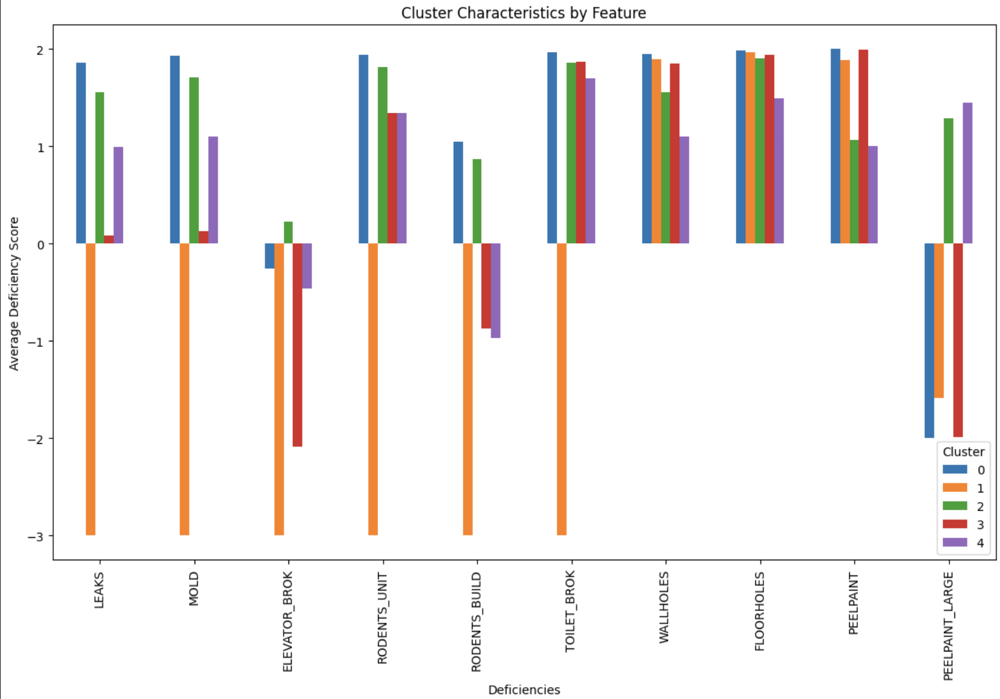 Cluster Characteristics by Feature
Average Deficiency Score
2
1
0
−1
−2
−3
LEAKS
MOLD
ELEVATOR_BROK
RODENTS_UNIT
RODENTS_BUILD
TOILET_BROK
WALLHOLES
FLOORHOLES
PEELPAINT
PEELPAINT_LARGE
Deficiencies
Cluster
0
1
2
3
4